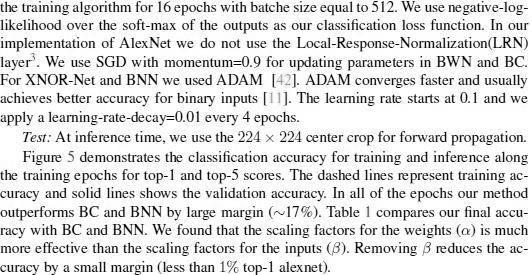 the training algorithm for 16 epochs with batche size equal to 512. We use negative-log-
likelihood over the soft-max of the outputs as our classification loss function. In our
implementation of AlexNet we do not use the Local-Response-Normalization(LRN)
layer³. We use SGD with momentum=0.9 for updating parameters in BWN and BC.
For XNOR-Net and BNN we used ADAM [42]. ADAM converges faster and usually
achieves better accuracy for binary inputs [11]. The learning rate starts at 0.1 and we
apply a learning-rate-decay=0.01 every 4 epochs.
Test: At inference time, we use the 224 × 224 center crop for forward propagation.
Figure 5 demonstrates the classification accuracy for training and inference along
the training epochs for top-1 and top-5 scores. The dashed lines represent training ac-
curacy and solid lines shows the validation accuracy. In all of the epochs our method
outperforms BC and BNN by large margin (∼17%). Table 1 compares our final accu-
racy with BC and BNN. We found that the scaling factors for the weights (α) is much
more effective than the scaling factors for the inputs (β). Removing β reduces the ac-
curacy by a small margin (less than 1% top-1 alexnet).